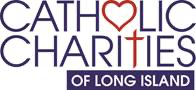 CATHOLIC
CHARITIES
OF LONG ISLAND